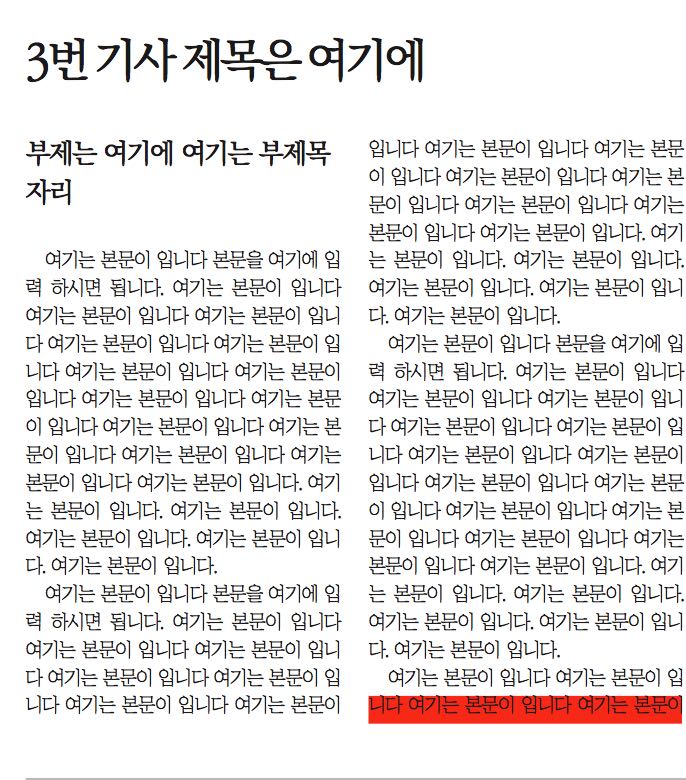 3번 기사 제목은 여기에
부제는 여기에 여기는 부제목
자리
여기는 본문이 입니다 본문을 여기에 입
력 하시면 됩니다. 여기는 본문이 입니다
여기는 본문이 입니다 여기는 본문이 입니
다 여기는 본문이 입니다 여기는 본문이 입
니다 여기는 본문이 입니다 여기는 본문이
입니다 여기는 본문이 입니다 여기는 본문
이 입니다 여기는 본문이 입니다 여기는 본
문이 입니다 여기는 본문이 입니다 여기는
본문이 입니다 여기는 본문이 입니다. 여기
는 본문이 입니다. 여기는 본문이 입니다.
여기는 본문이 입니다. 여기는 본문이 입니
다. 여기는 본문이 입니다.
여기는 본문이 입니다 본문을 여기에 입
력 하시면 됩니다. 여기는 본문이 입니다
여기는 본문이 입니다 여기는 본문이 입니
다 여기는 본문이 입니다 여기는 본문이 입
니다 여기는 본문이 입니다 여기는 본문이
입니다 여기는 본문이 입니다 여기는 본문
이 입니다 여기는 본문이 입니다 여기는 본
문이 입니다 여기는 본문이 입니다 여기는
본문이 입니다 여기는 본문이 입니다. 여기
는 본문이 입니다. 여기는 본문이 입니다.
여기는 본문이 입니다. 여기는 본문이 입니
다. 여기는 본문이 입니다.
여기는 본문이 입니다 본문을 여기에 입
력 하시면 됩니다. 여기는 본문이 입니다
여기는 본문이 입니다 여기는 본문이 입니
다 여기는 본문이 입니다 여기는 본문이 입
니다 여기는 본문이 입니다 여기는 본문이
입니다 여기는 본문이 입니다 여기는 본문
이 입니다 여기는 본문이 입니다 여기는 본
문이 입니다 여기는 본문이 입니다 여기는
본문이 입니다 여기는 본문이 입니다. 여기
는 본문이 입니다. 여기는 본문이 입니다.
여기는 본문이 입니다. 여기는 본문이 입니
다. 여기는 본문이 입니다.
여기는 본문이 입니다 여기는 본문이 입
니다 여기는 본문이 입니다 여기는 본문이